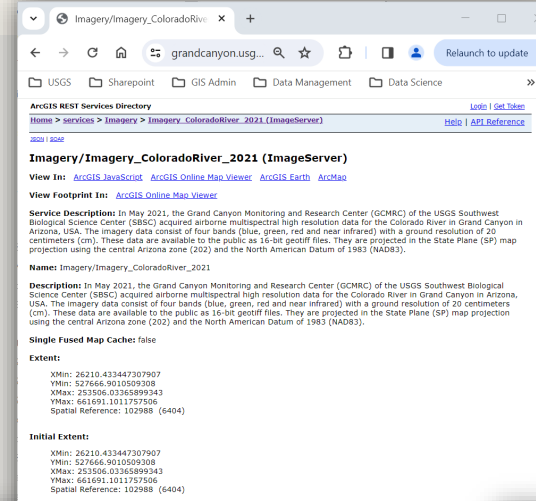 Imagery/Imagery_ColoradoRive
grandcanyon.usg...
Relaunch to update
USGS
Sharepoint
GIS Admin
Data Management
Data Science
ArcGIS REST Services Directory
Login | Get Token
Home > services > Imagery > Imagery_ColoradoRiver_2021 (ImageServer)
Help | API Reference
JSON | SOAP
Imagery/Imagery_ColoradoRiver_2021 (ImageServer)
View In: ArcGIS JavaScript ArcGIS Online Map Viewer ArcGIS Earth ArcMap
View Footprint In: ArcGIS Online Map Viewer
Service Description: In May 2021, the Grand Canyon Monitoring and Research Center (GCMRC) of the USGS Southwest
Biological Science Center (SBSC) acquired airborne multispectral high resolution data for the Colorado River in Grand Canyon in
Arizona, USA. The imagery data consist of four bands (blue, green, red and near infrared) with a ground resolution of 20
centimeters (cm). These data are available to the public as 16-bit geotiff files. They are projected in the State Plane (SP) map
projection using the central Arizona zone (202) and the North American Datum of 1983 (NAD83).
Name: Imagery/Imagery_ColoradoRiver_2021
Description: In May 2021, the Grand Canyon Monitoring and Research Center (GCMRC) of the USGS Southwest Biological
Science Center (SBSC) acquired airborne multispectral high resolution data for the Colorado River in Grand Canyon in Arizona,
USA. The imagery data consist of four bands (blue, green, red and near infrared) with a ground resolution of 20 centimeters
(cm). These data are available to the public as 16-bit geotiff files. They are projected in the State Plane (SP) map projection
using the central Arizona zone (202) and the North American Datum of 1983 (NAD83).
Single Fused Map Cache: false
Extent:
XMin: 26210.433447307907
YMin: 527666.9010509308
XMax: 253506.03365899343
YMax: 661691.1011757506
Spatial Reference: 102988 (6404)
Initial Extent:
XMin: 26210.433447307907
YMin: 527666.9010509308
XMax: 253506.03365899343
YMax: 661691.1011757506
Spatial Reference: 102988 (6404)